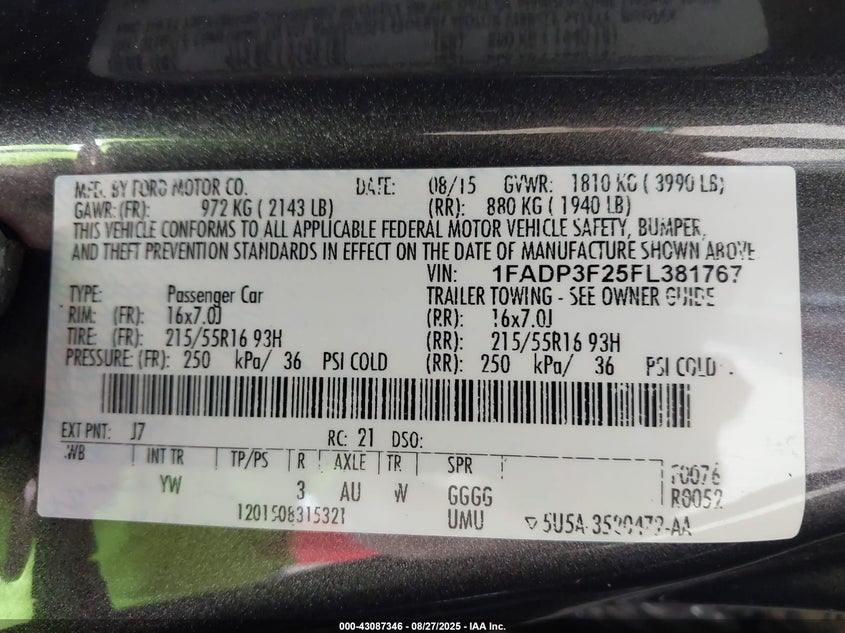 MFD. BY FORD MOTOR CO. DATE: 08/15 GVWR: 1810 KG ( 3990 LB)
GAWR: (FR): 972 KG ( 2143 LB) (RR): 880 KG ( 1940 LB)
THIS VEHICLE CONFORMS TO ALL APPLICABLE FEDERAL MOTOR VEHICLE SAFETY, BUMPER,
AND THEFT PREVENTION STANDARDS IN EFFECT ON THE DATE OF MANUFACTURE SHOWN ABOVE
VIN: 1FADP3F25FL381767
TYPE: Passenger Car TRAILER TOWING - SEE OWNER GUIDE
RIM: (FR): 16x7.0J (RR): 16x7.0J
TIRE: (FR): 215/55R16 93H (RR): 215/55R16 93H
PRESSURE: (FR): 250 kPa/ 36 PSI COLD (RR): 250 kPa/ 36 PSI COLD
EXT PNT: J7 RC: 21 DSO:
WB INT TR TP/PS R AXLE TR SPR F0076
YW 3 AU W GGGG R0052
UMU
000-43087346 — 08/27/2025 — IAA Inc.